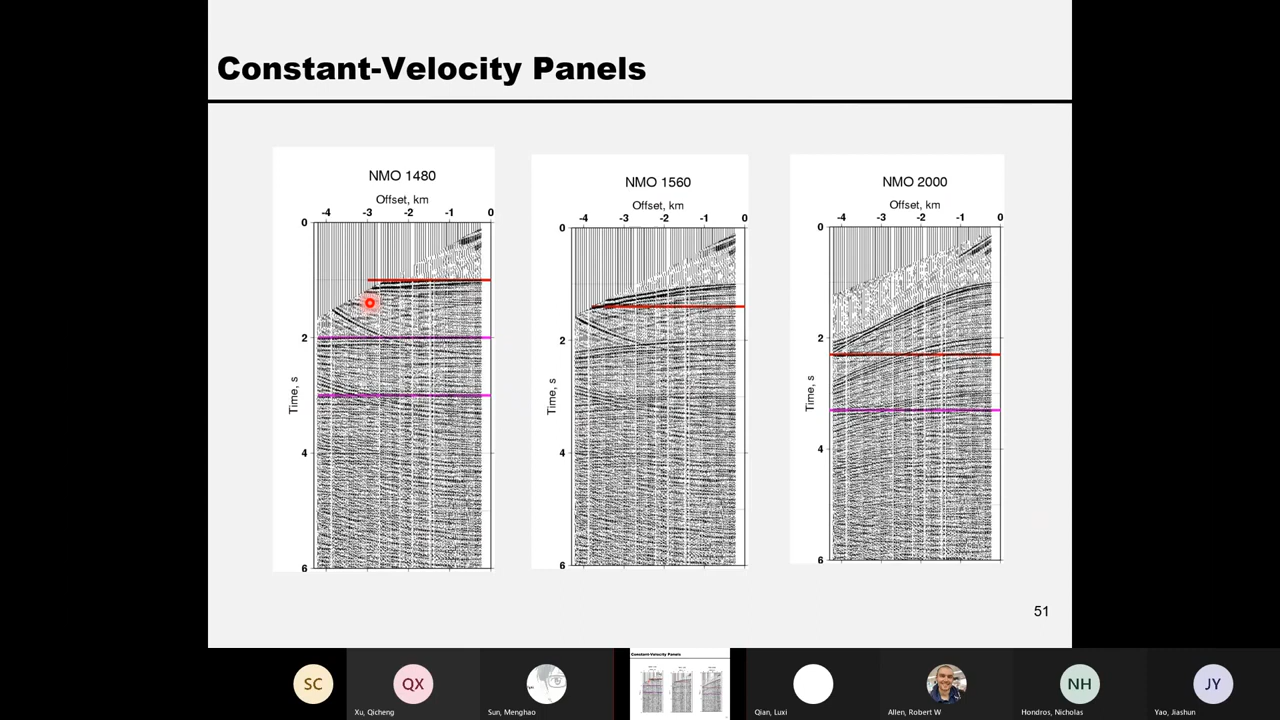 Constant-Velocity Panels
NMO 1480
Offset, km
-4 -3 -2 -1 0
0
2
4
6
Time, s
NMO 1560
Offset, km
-4 -3 -2 -1 0
0
2
4
6
Time, s
NMO 2000
Offset, km
-4 -3 -2 -1 0
0
2
4
6
Time, s
51
SC
QX
Xu, Qicheng
Sun, Menghao
Constant-Velocity Panels
Qian, Luxi
Allen, Robert W
NH
Hondros, Nicholas
JY
Yao, Jiashun